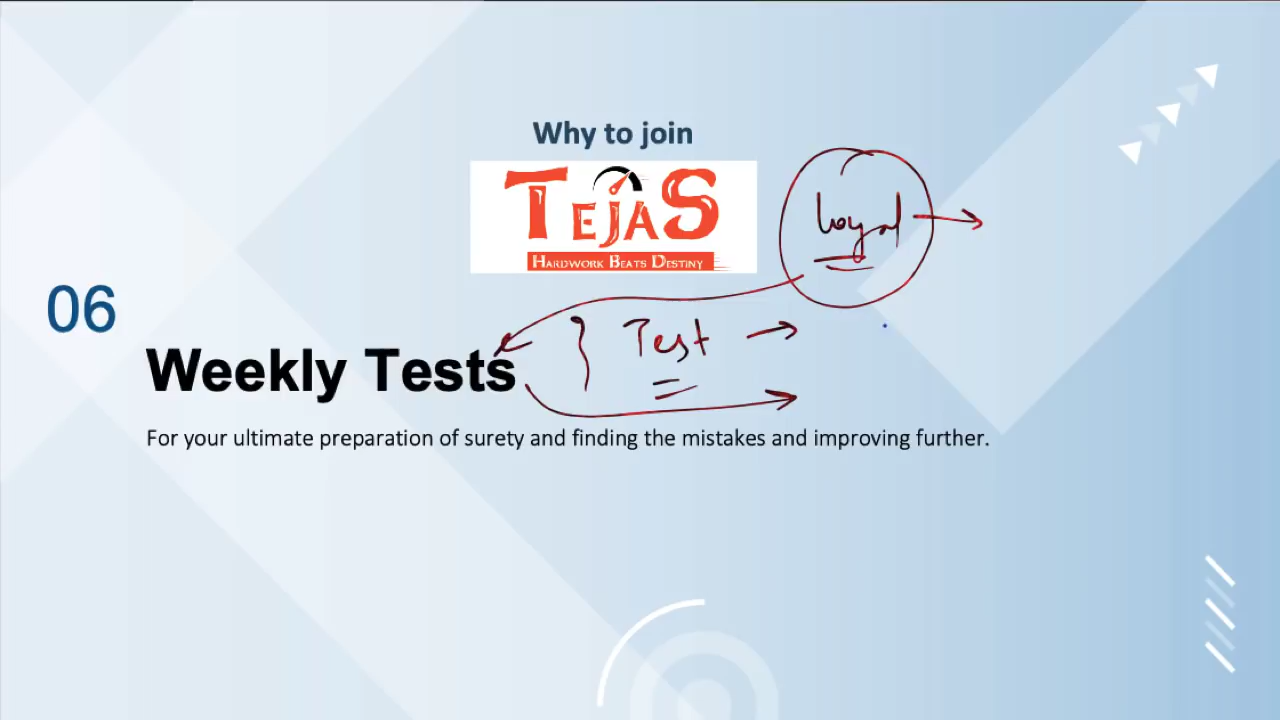 Why to join
TEJAS
HARDWORK BEATS DESTINY
loyal
06
Test
Weekly Tests
For your ultimate preparation of surety and finding the mistakes and improving further.